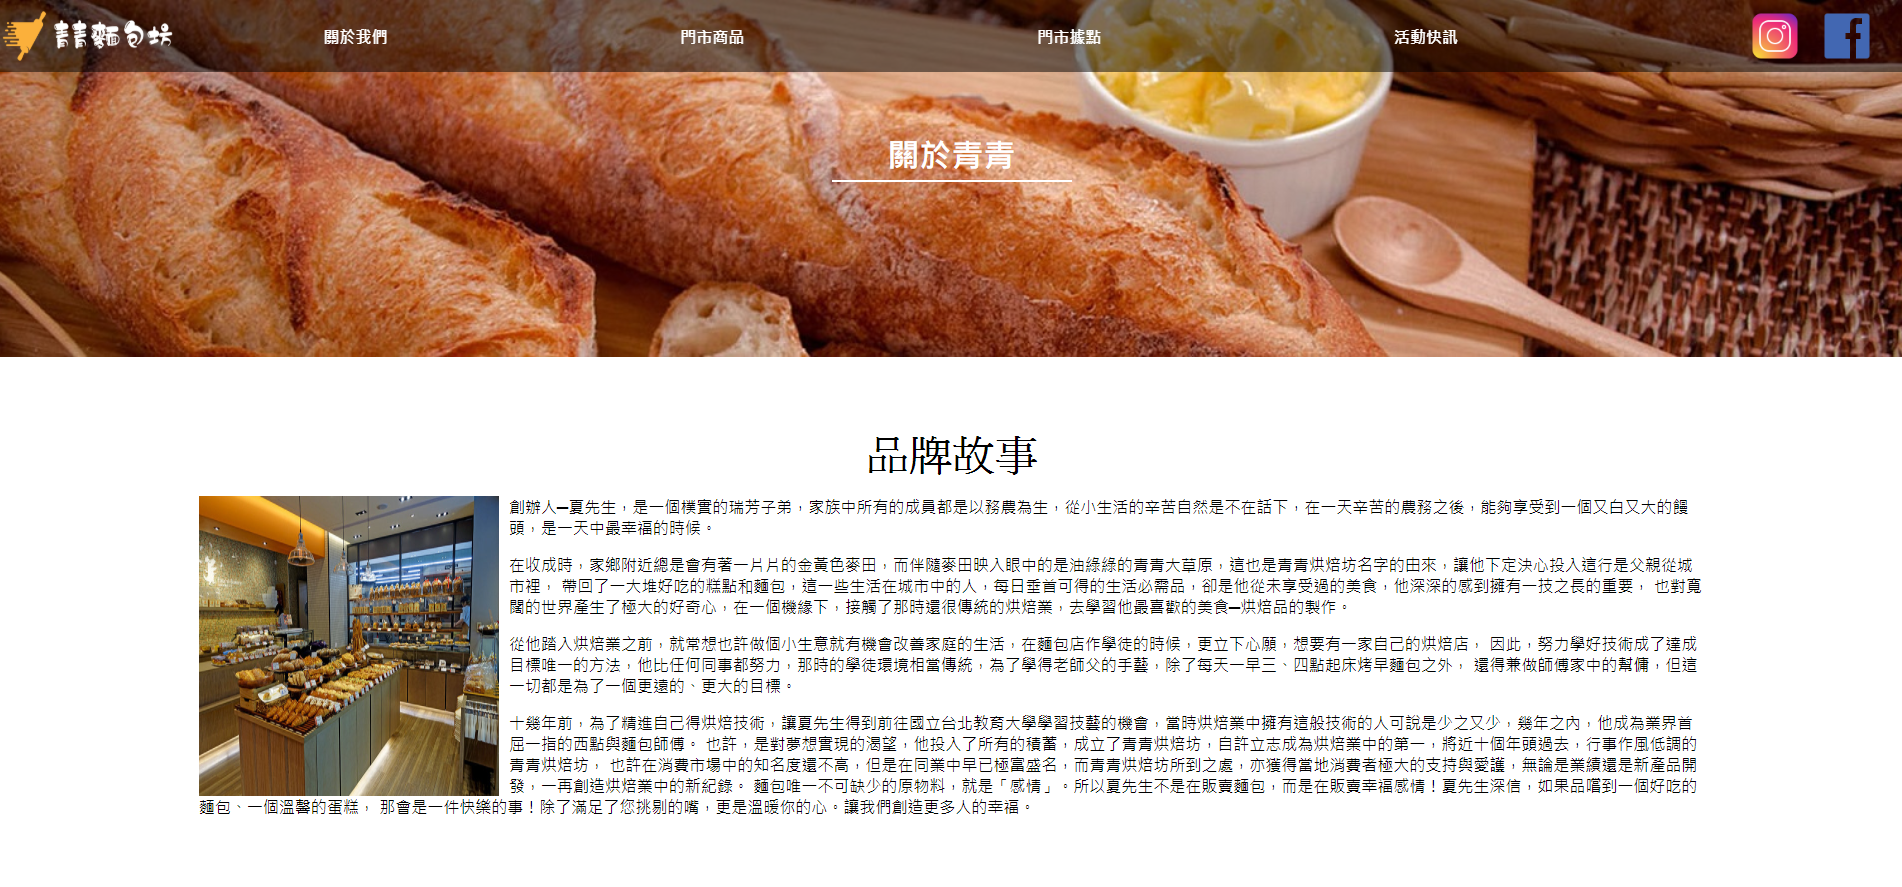 青青麵包坊
關於我們
門市商品
門市據點
活動快訊
關於青青
品牌故事
創辦人—夏先生，是一個樸實的瑞芳子弟，家族中所有的成員都是以務農為生，從小生活的辛苦自然是不在話下，在一天辛苦的農務之後，能夠享受到一個又白又大的饅
頭，是一天中最幸福的時候。
在收成時，家鄉附近總是會有著一片片的金黃色麥田，而伴隨麥田映入眼中的是油綠綠的青青大草原，這也是青青烘焙坊名字的由來，讓他下定決心投入這行是父親從城
市裡， 帶回了一大堆好吃的糕點和麵包，這一些生活在城市中的人，每日垂首可得的生活必需品，卻是他從未享受過的美食，他深深的感到擁有一技之長的重要， 也對寬
闊的世界產生了極大的好奇心，在一個機緣下，接觸了那時還很傳統的烘焙業，去學習他最喜歡的美食—烘焙品的製作。
從他踏入烘焙業之前，就常想也許做個小生意就有機會改善家庭的生活，在麵包店作學徒的時候，更立下心願，想要有一家自己的烘焙店， 因此，努力學好技術成了達成
目標唯一的方法，他比任何同事都努力，那時的學徒環境相當傳統，為了學得老師父的手藝，除了每天一早三、四點起床烤早麵包之外， 還得兼做師傅家中的幫傭，但這
一切都是為了一個更遠的、更大的目標。
十幾年前，為了精進自己得烘焙技術，讓夏先生得到前往國立台北教育大學學習技藝的機會，當時烘焙業中擁有這般技術的人可說是少之又少，幾年之內，他成為業界首
屈一指的西點與麵包師傅。 也許，是對夢想實現的渴望，他投入了所有的積蓄，成立了青青烘焙坊，自許立志成為烘焙業中的第一，將近十個年頭過去，行事作風低調的
青青烘焙坊， 也許在消費市場中的知名度還不高，但是在同業中早已極富盛名，而青青烘焙坊所到之處，亦獲得當地消費者極大的支持與愛護，無論是業績還是新產品開
發，一再創造烘焙業中的新紀錄。 麵包唯一不可缺少的原物料，就是「感情」。所以夏先生不是在販賣麵包，而是在販賣幸福感情！夏先生深信，如果品嚐到一個好吃的
麵包、一個溫馨的蛋糕， 那會是一件快樂的事！除了滿足了您挑剔的嘴，更是溫暖你的心。讓我們創造更多人的幸福。